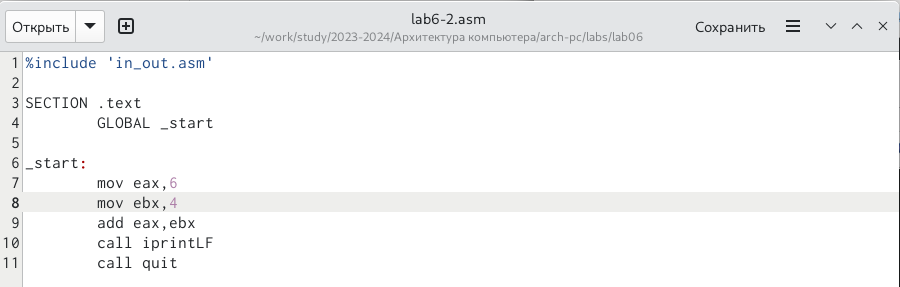 Открыть lab6-2.asm Сохранить
~/work/study/2023-2024/Архитектура компьютера/arch-pc/labs/lab06
1 %include 'in_out.asm'
2
3 SECTION .text
4         GLOBAL _start
5
6 _start:
7         mov eax,6
8         mov ebx,4
9         add eax,ebx
10         call iprintLF
11         call quit